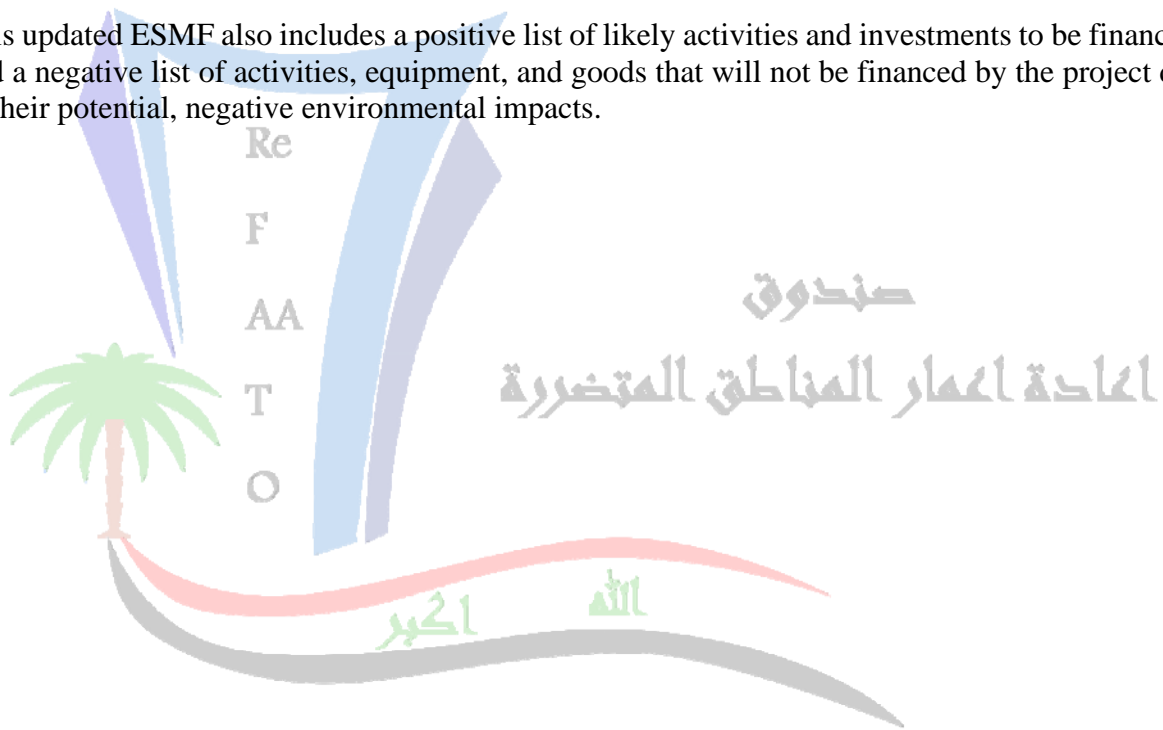 is updated ESMF also includes a positive list of likely activities and investments to be financ
a negative list of activities, equipment, and goods that will not be financed by the project
heir potential, negative environmental impacts.
Re
F
AA
T
O
صندوق
اعادة اعمار المناطق المتضررة
الله اكبر